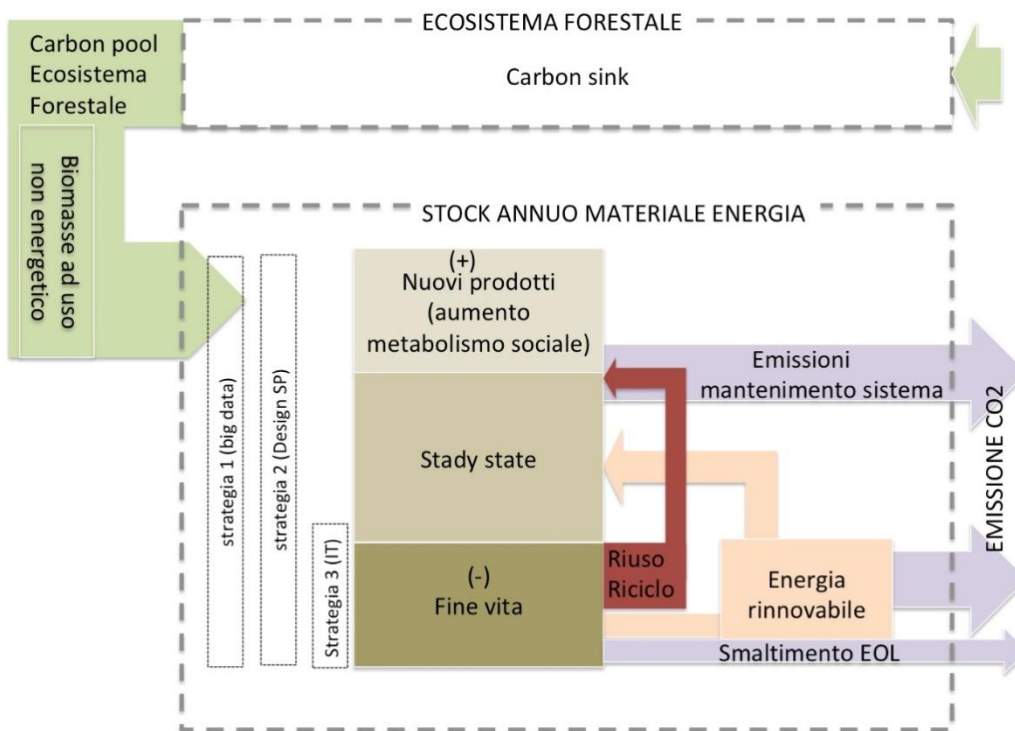 ECOSISTEMA FORESTALE
Carbon pool
Ecosistema
Forestale
Carbon sink
Biomasse ad uso
non energetico
STOCK ANNUO MATERIALE ENERGIA
(+)
Nuovi prodotti
(aumento
metabolismo sociale)
Emissioni
mantenimento sistema
Stady state
strategia 1 (big data)
strategia 2 (Design SP)
Strategia 3 (IT)
(-)
Fine vita
Riuso
Riciclo
Energia
rinnovabile
Smaltimento EOL
EMISSIONE CO2